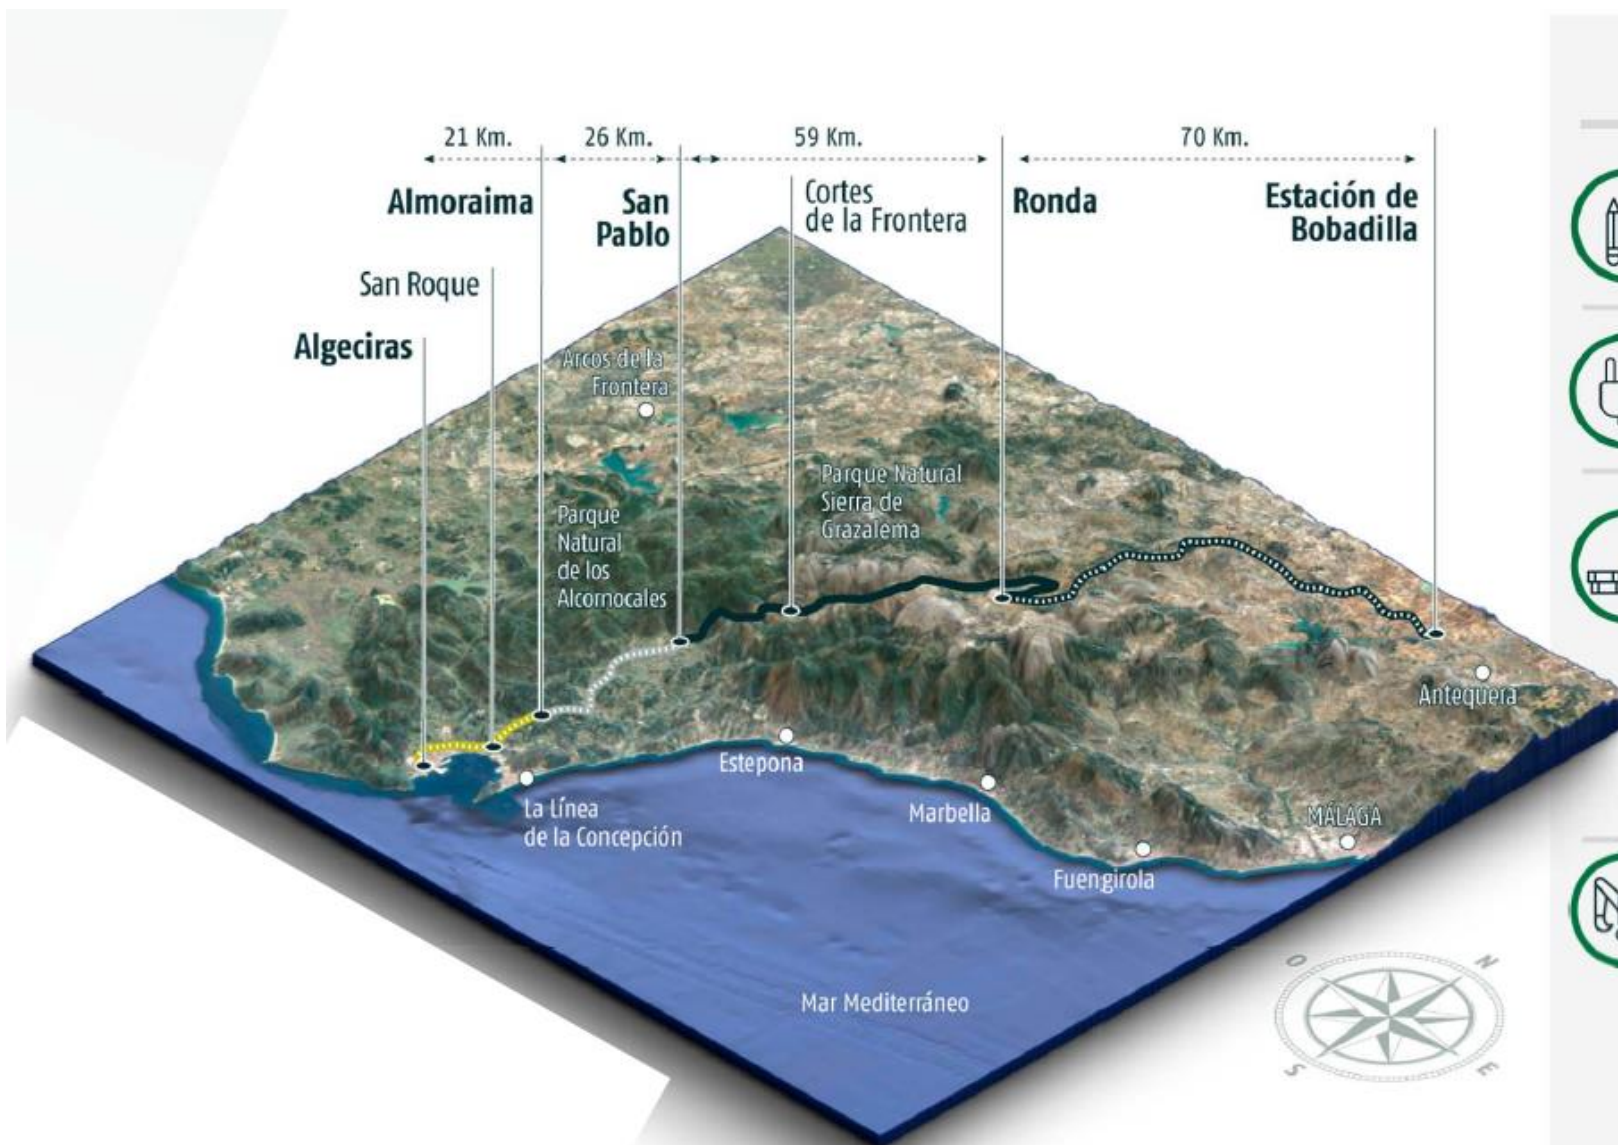 21 Km.
26 Km.
59 Km.
70 Km.
Almoraima
San
Pablo
Cortes
de la Frontera
Ronda
Estación de
Bobadilla
San Roque
Algeciras
Arcos de la
Frontera
Parque Natural
Sierra de
Grazalema
Parque
Natural
de los
Alcornocales
Antequera
Estepona
La Línea
de la Concepción
Marbella
MÁLAGA
Fuengirola
Mar Mediterráneo
O
N
S
E